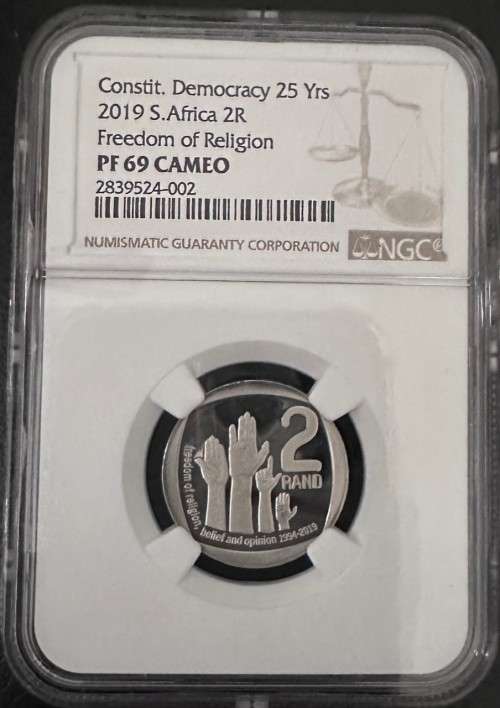 Constit. Democracy 25 Yrs
2019 S.Africa 2R
Freedom of Religion
PF 69 CAMEO
2839524-002
NUMISMATIC GUARANTY CORPORATION
NGC®
2
RAND
freedom of religion, belief and opinion 1994-2019